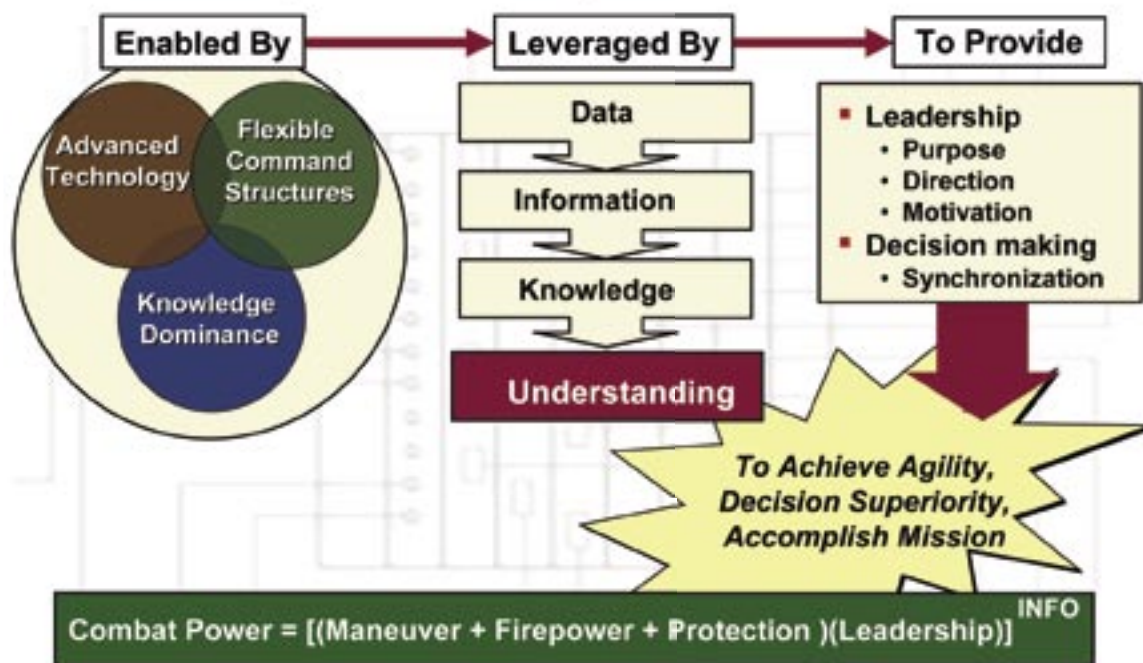 Enabled By
Leveraged By
To Provide
Advanced
Technology
Flexible
Command
Structures
Knowledge
Dominance
Data
Information
Knowledge
Understanding
Leadership
• Purpose
• Direction
• Motivation
Decision making
• Synchronization
To Achieve Agility,
Decision Superiority,
Accomplish Mission
Combat Power = [(Maneuver + Firepower + Protection )(Leadership)] INFO